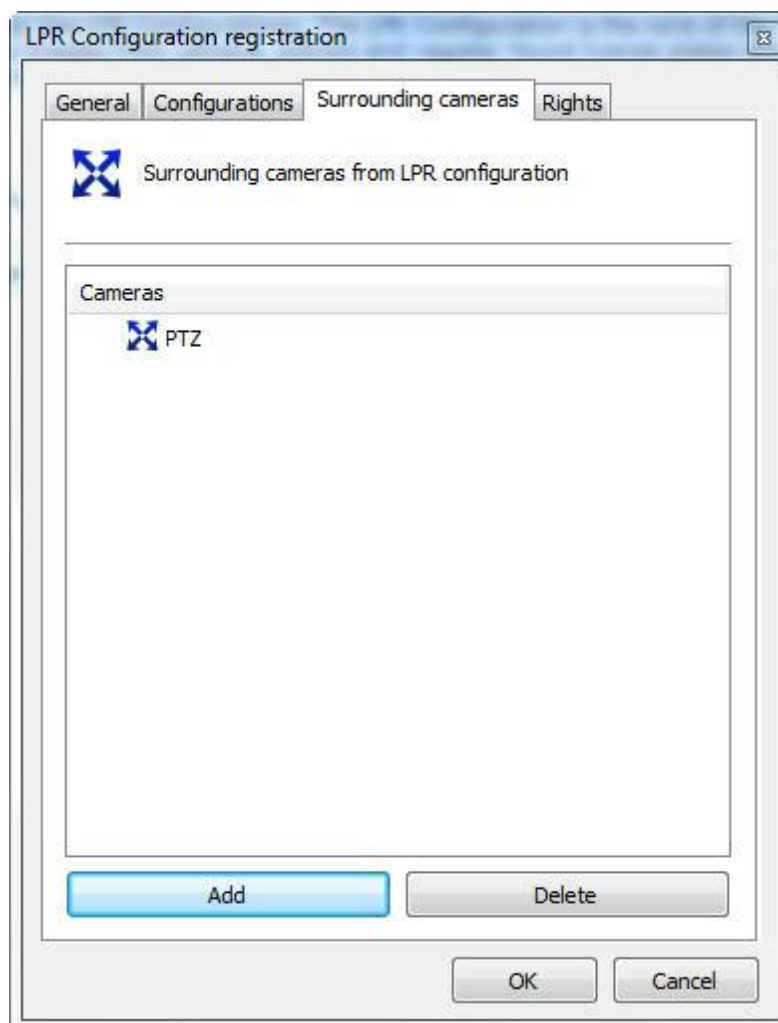 LPR Configuration registration
General Configurations Surrounding cameras Rights
Surrounding cameras from LPR configuration
Cameras
PTZ
Add Delete
OK Cancel